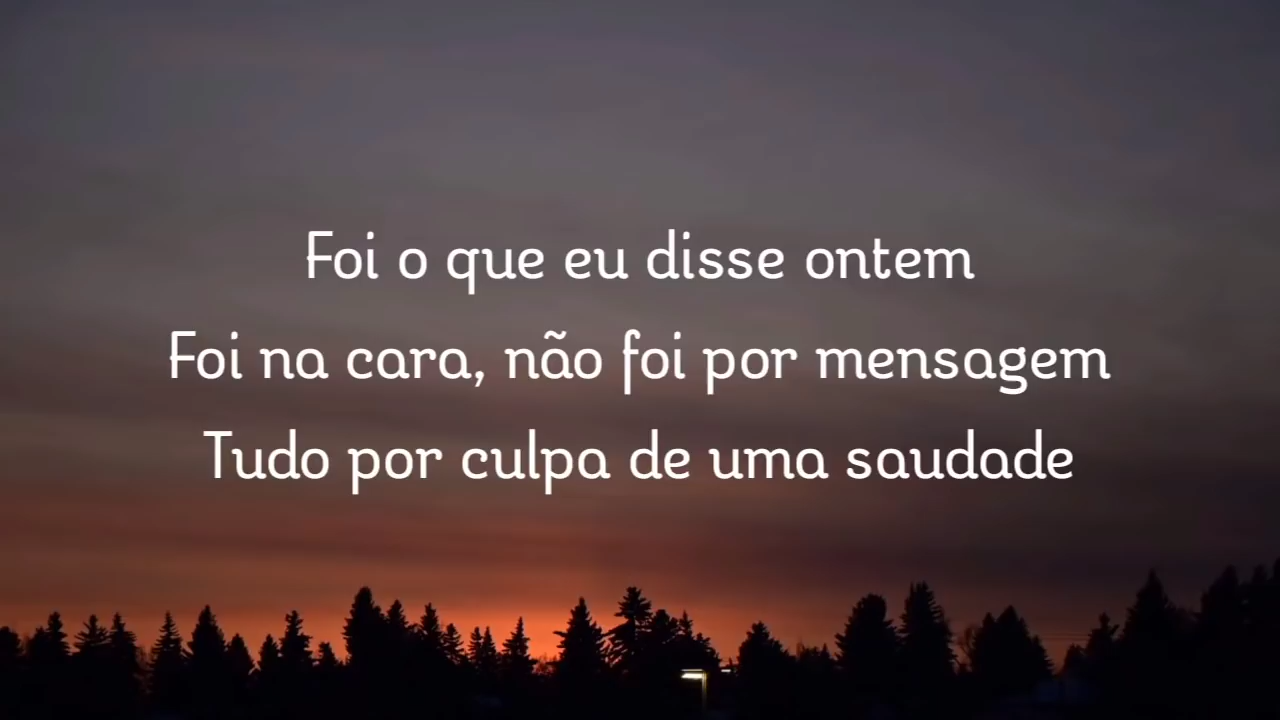 Foi o que eu disse ontem
Foi na cara, não foi por mensagem
Tudo por culpa de uma saudade